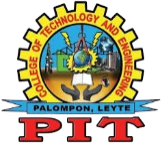 COLLEGE OF TECHNOLOGY AND ENGINEERING
PALOMPON, LEYTE
PIT